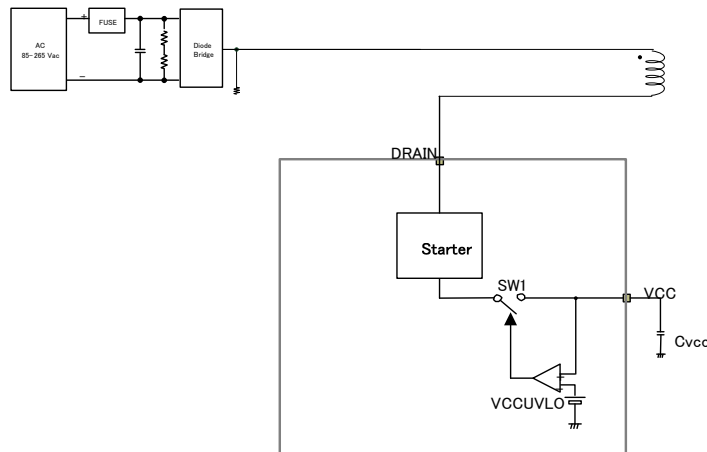 FUSE
AC
85-265 Vac
+
−
Diode
Bridge
DRAIN
Starter
SW1
VCC
Cvcc
VCCUVLO
+